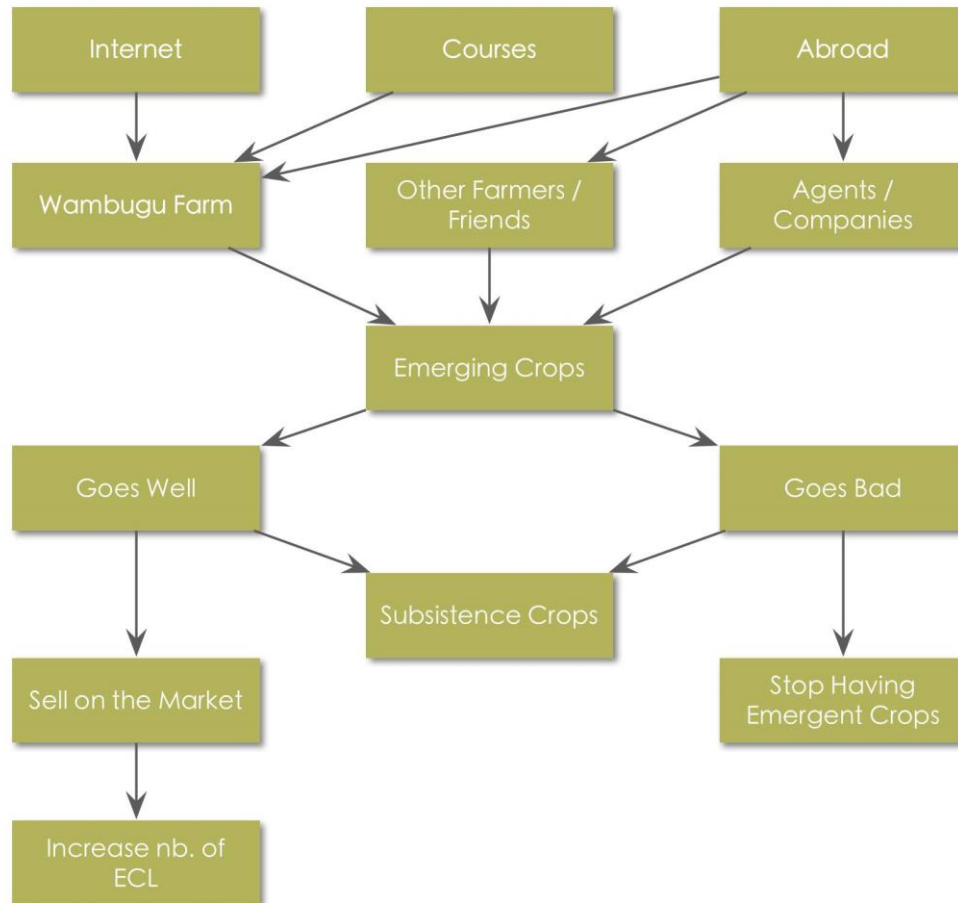 Internet
Courses
Abroad
Wambugu Farm
Other Farmers /
Friends
Agents /
Companies
Emerging Crops
Goes Well
Goes Bad
Subsistence Crops
Sell on the Market
Stop Having
Emergent Crops
Increase nb. of
ECL